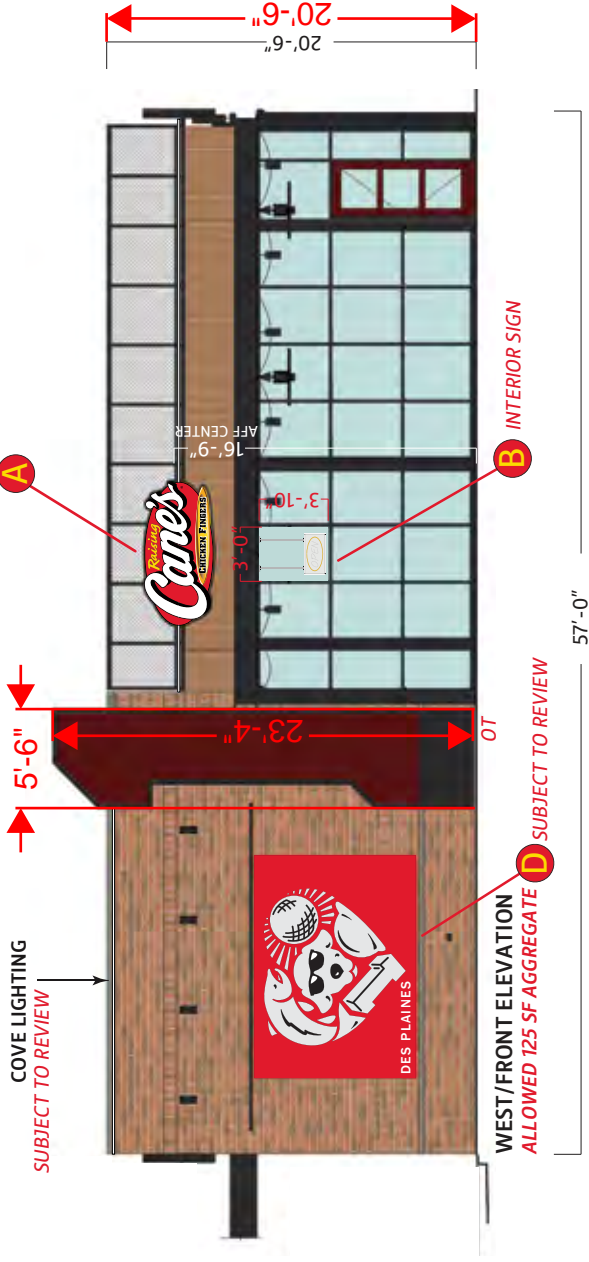 COVE LIGHTING
SUBJECT TO REVIEW
5'-6"
23'-4"
OT
A
Raising
Cane's
CHICKEN FINGERS
16'-9"
AFF CENTER
3'-0"
3'-10"
B INTERIOR SIGN
20'-6"
20'-6"
DES PLAINES
57'-0"
WEST/FRONT ELEVATION
ALLOWED 125 SF AGGREGATE
D SUBJECT TO REVIEW